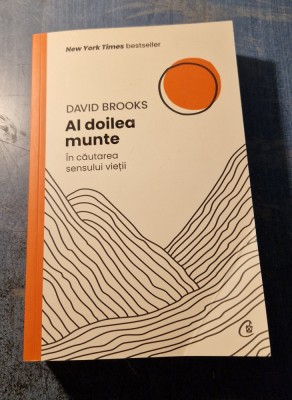 New York Times bestseller
DAVID BROOKS
Al doilea
munte
În căutarea
sensului vieții